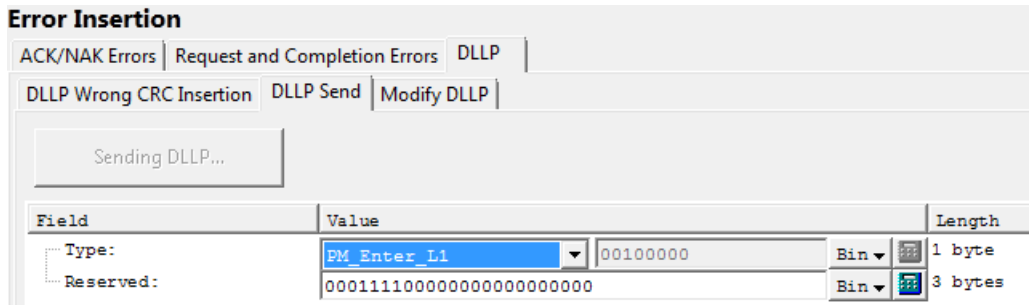 Error Insertion
ACK/NAK Errors Request and Completion Errors DLLP
DLLP Wrong CRC Insertion DLLP Send Modify DLLP
Sending DLLP...
Field Value Length
Type: PM_Enter_L1 00100000 Bin 1 byte
Reserved: 000111100000000000000000 Bin 3 bytes